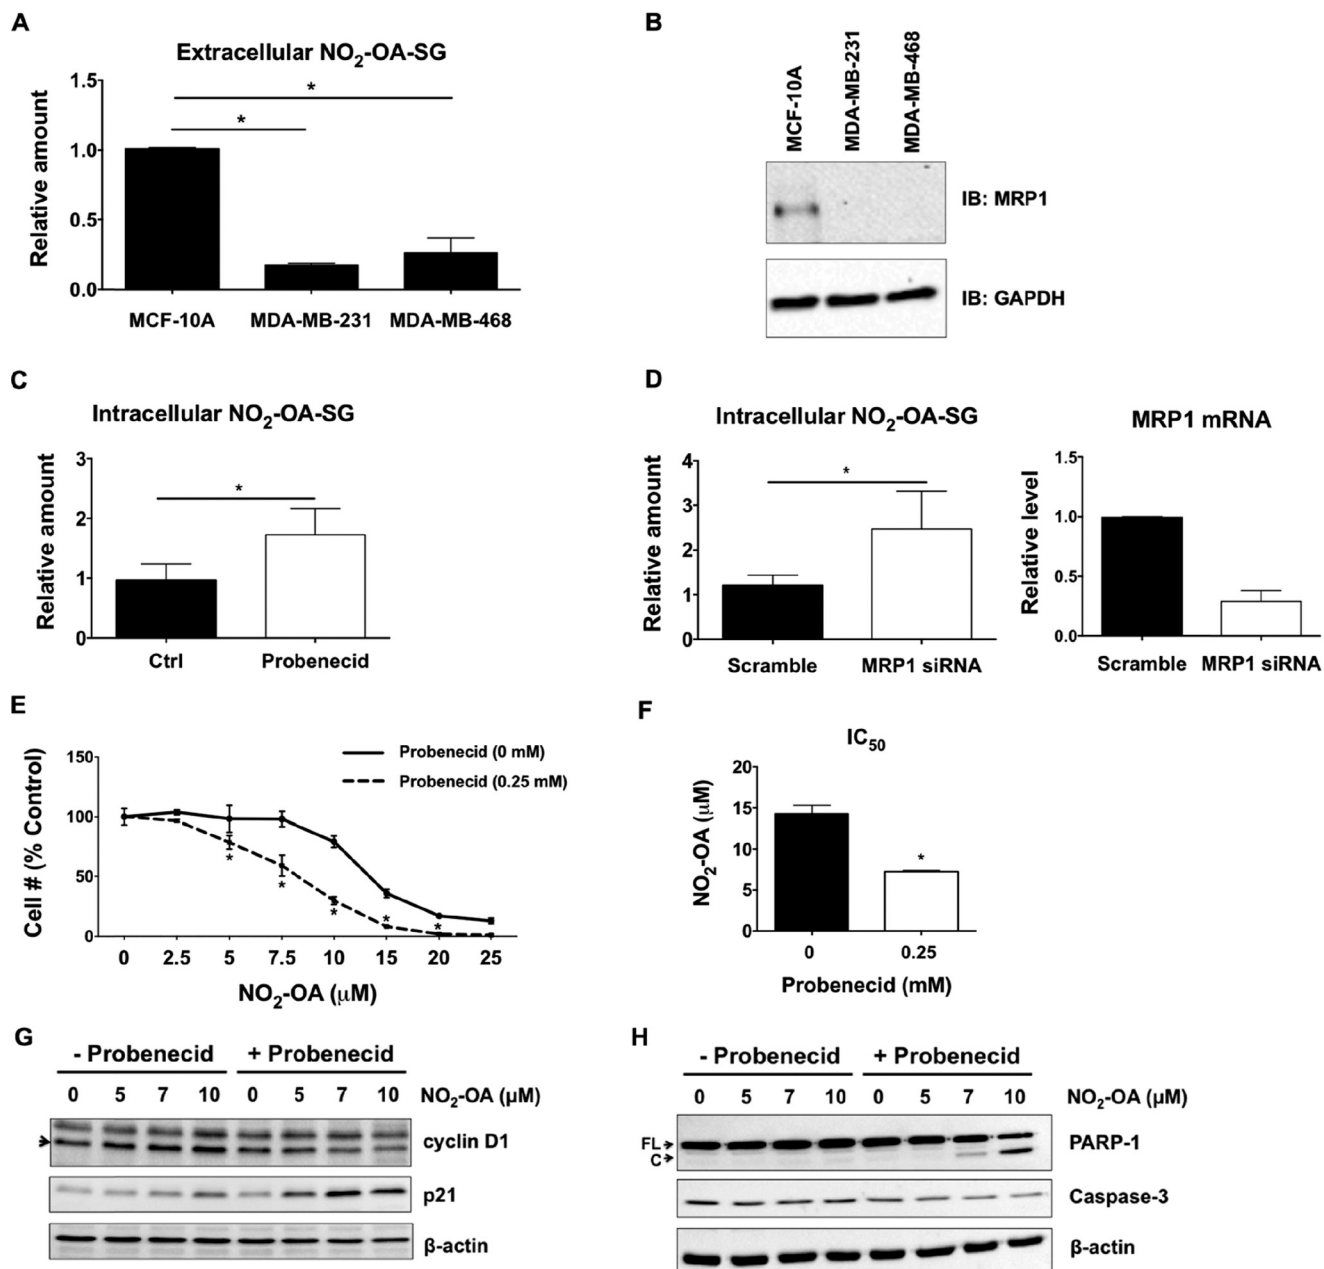 A
Extracellular NO2-OA-SG
Relative amount
1.5
1.0
0.5
0.0
*
*
MCF-10A MDA-MB-231 MDA-MB-468
B
MCF-10A
MDA-MB-231
MDA-MB-468
IB: MRP1
IB: GAPDH
C
Intracellular NO2-OA-SG
Relative amount
3
2
1
0
*
Ctrl Probenecid
D
Intracellular NO2-OA-SG
Relative amount
4
3
2
1
0
*
Scramble MRP1 siRNA
MRP1 mRNA
Relative level
1.5
1.0
0.5
0.0
Scramble MRP1 siRNA
E
Cell # (% Control)
150
100
50
0
Probenecid (0 mM)
Probenecid (0.25 mM)
*
*
*
*
*
0 2.5 5 7.5 10 15 20 25
NO2-OA (µM)
F
IC50
NO2-OA (µM)
20
15
10
5
0
*
0 0.25
Probenecid (mM)
G
- Probenecid + Probenecid
0 5 7 10 0 5 7 10 NO2-OA (µM)
cyclin D1
p21
β-actin
H
- Probenecid + Probenecid
0 5 7 10 0 5 7 10 NO2-OA (µM)
FL
C
PARP-1
Caspase-3
β-actin